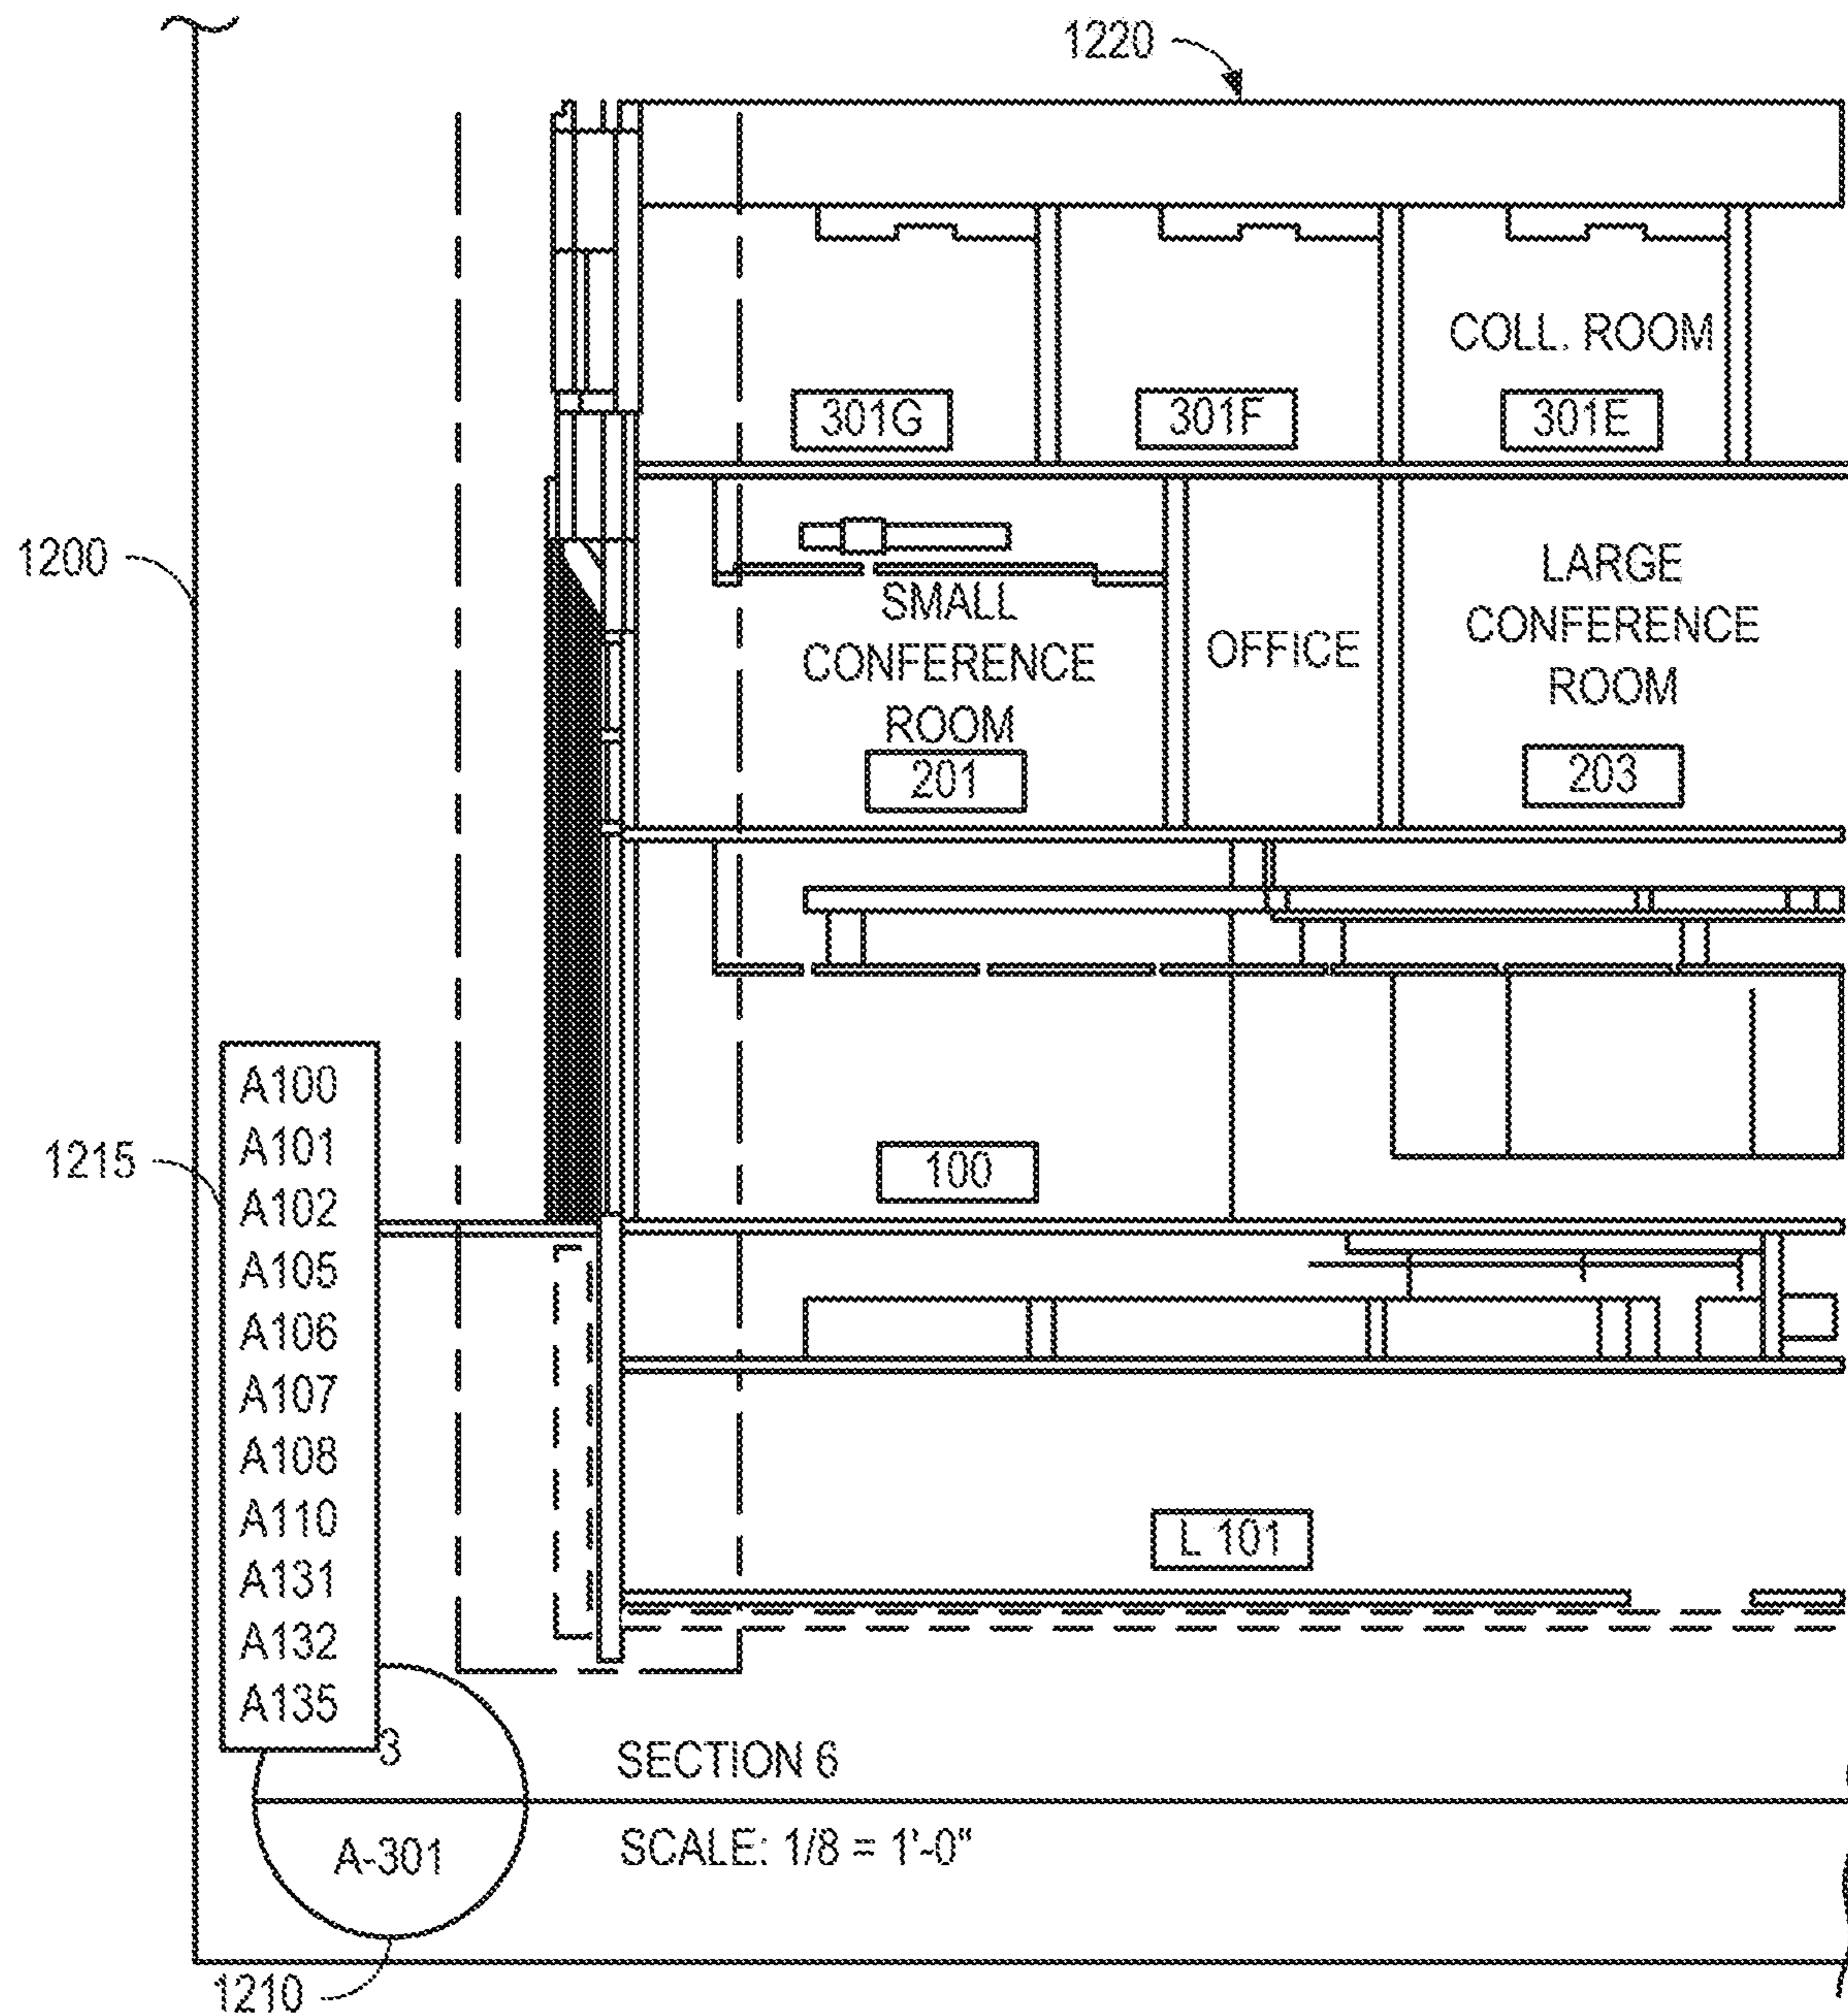 1220
COLL. ROOM
301G
301F
301E
1200
SMALL
CONFERENCE
ROOM
201
OFFICE
LARGE
CONFERENCE
ROOM
203
1215
A100
A101
A102
A105
A106
A107
A108
A110
A131
A132
A135
100
L 101
3
A-301
SECTION 6
SCALE: 1/8 = 1'-0"
1210